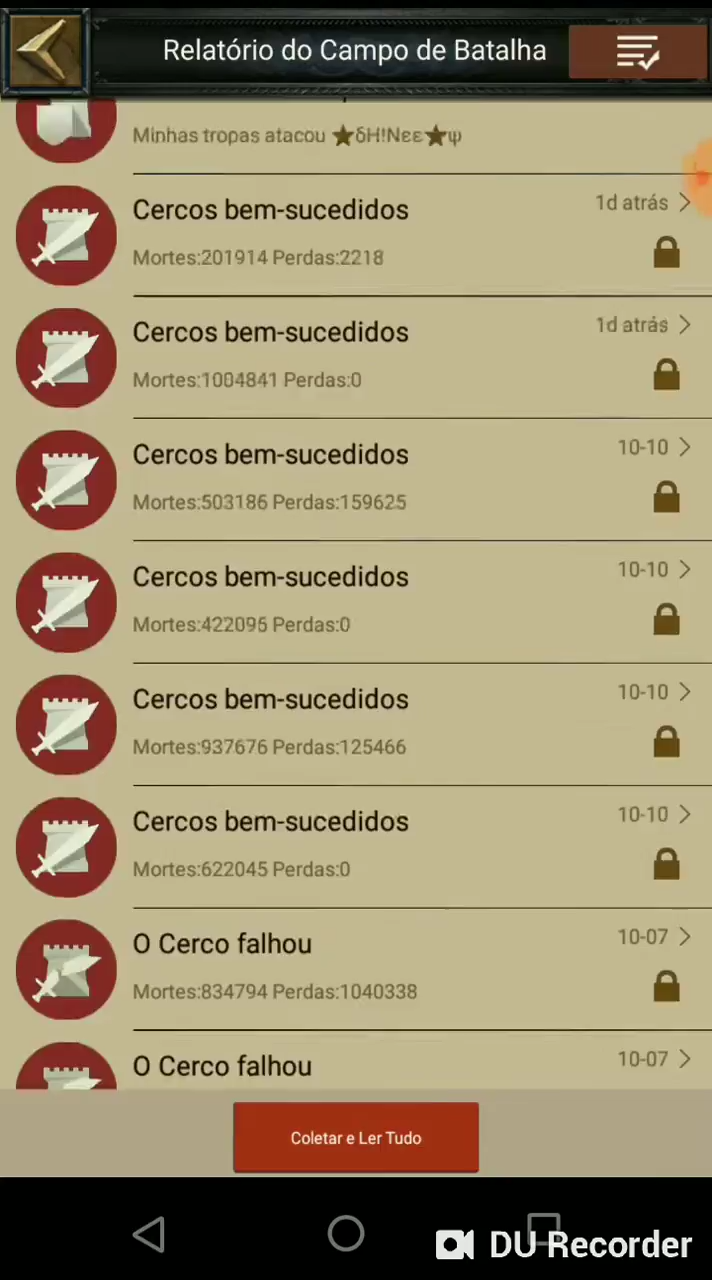 Relatório do Campo de Batalha
Minhas tropas atacou ★δH!Nεε★ψ
Cercos bem-sucedidos
1d atrás
Mortes:201914 Perdas:2218
Cercos bem-sucedidos
1d atrás
Mortes:1004841 Perdas:0
Cercos bem-sucedidos
10-10
Mortes:503186 Perdas:159625
Cercos bem-sucedidos
10-10
Mortes:422095 Perdas:0
Cercos bem-sucedidos
10-10
Mortes:937676 Perdas:125466
Cercos bem-sucedidos
10-10
Mortes:622045 Perdas:0
O Cerco falhou
10-07
Mortes:834794 Perdas:1040338
O Cerco falhou
10-07
Coletar e Ler Tudo
DU Recorder